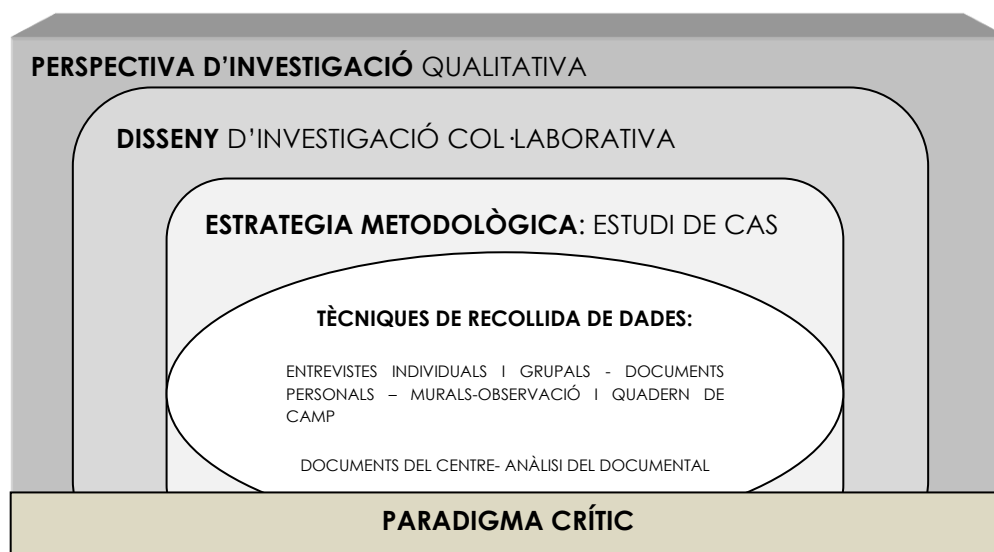 PERSPECTIVA D'INVESTIGACIÓ QUALITATIVA
DISSENY D'INVESTIGACIÓ COL·LABORATIVA
ESTRATEGIA METODOLÒGICA: ESTUDI DE CAS
TÈCNIQUES DE RECOLLIDA DE DADES:
ENTREVISTES INDIVIDUALS I GRUPALS - DOCUMENTS
PERSONALS – MURALS-OBSERVACIÓ I QUADERN DE
CAMP
DOCUMENTS DEL CENTRE- ANÀLISI DEL DOCUMENTAL
PARADIGMA CRÍTIC